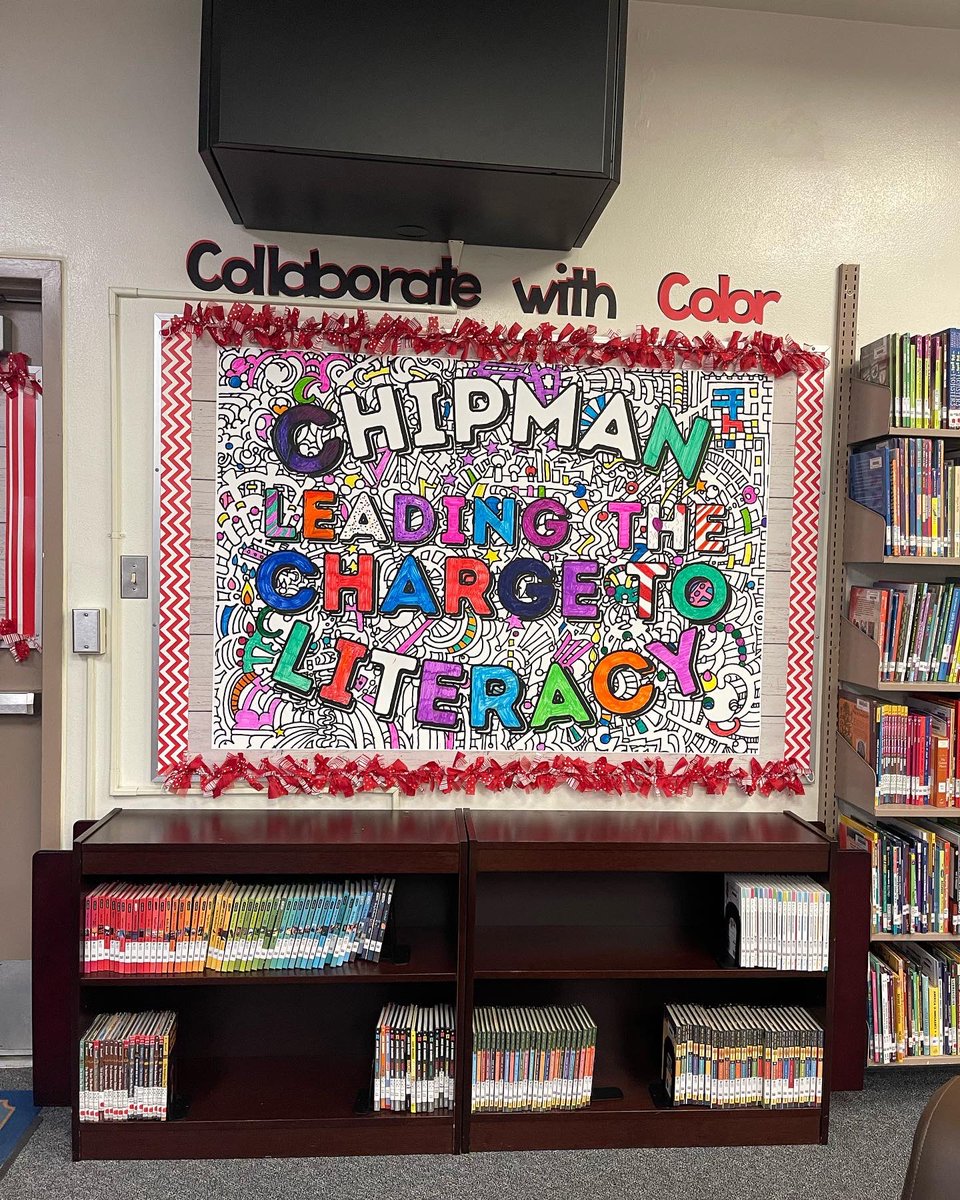 Collaborate with Color
CHIPMAN
LEADING THE
CHARGE TO
LITERACY